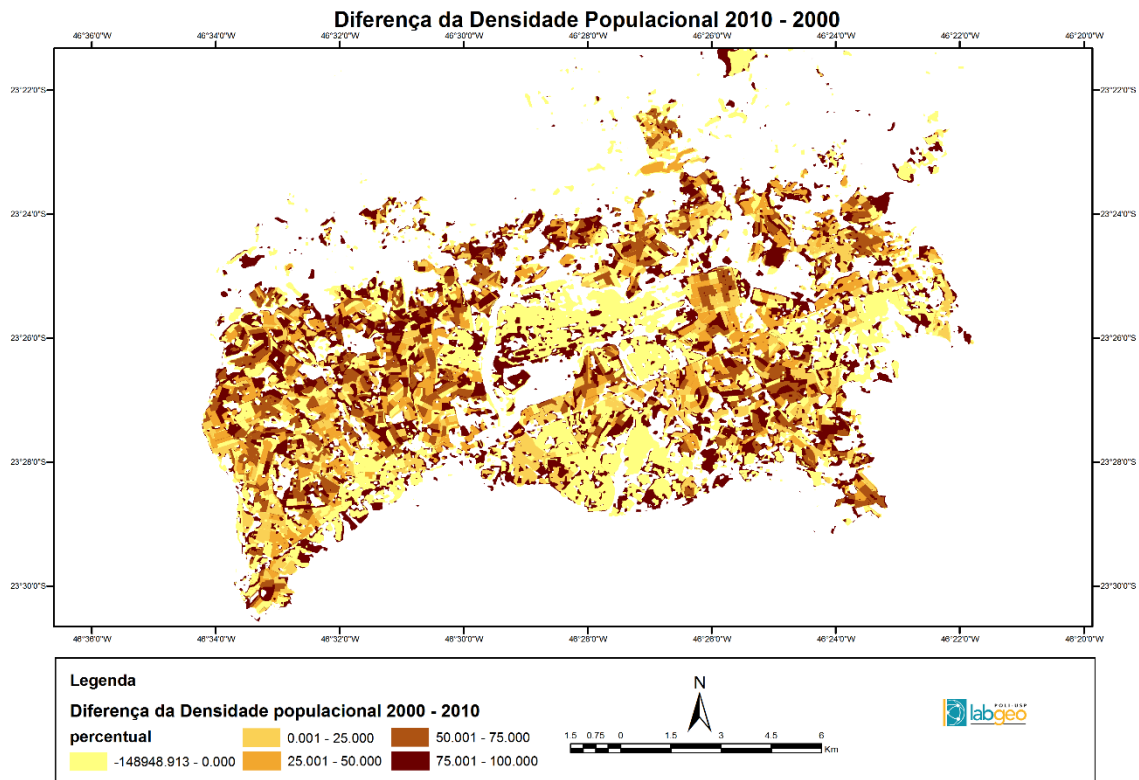 Diferença da Densidade Populacional 2010 - 2000
46°36'0"W 46°34'0"W 46°32'0"W 46°30'0"W 46°28'0"W 46°26'0"W 46°24'0"W 46°22'0"W 46°20'0"W
23°22'0"S 23°22'0"S
23°24'0"S 23°24'0"S
23°26'0"S 23°26'0"S
23°28'0"S 23°28'0"S
23°30'0"S 23°30'0"S
46°36'0"W 46°34'0"W 46°32'0"W 46°30'0"W 46°28'0"W 46°26'0"W 46°24'0"W 46°22'0"W 46°20'0"W
Legenda
Diferença da Densidade populacional 2000 - 2010
percentual
-148948.913 - 0.000
0.001 - 25.000
25.001 - 50.000
50.001 - 75.000
75.001 - 100.000
N
1.5 0.75 0 1.5 3 4.5 6
Km
POLI-USP
labgeo